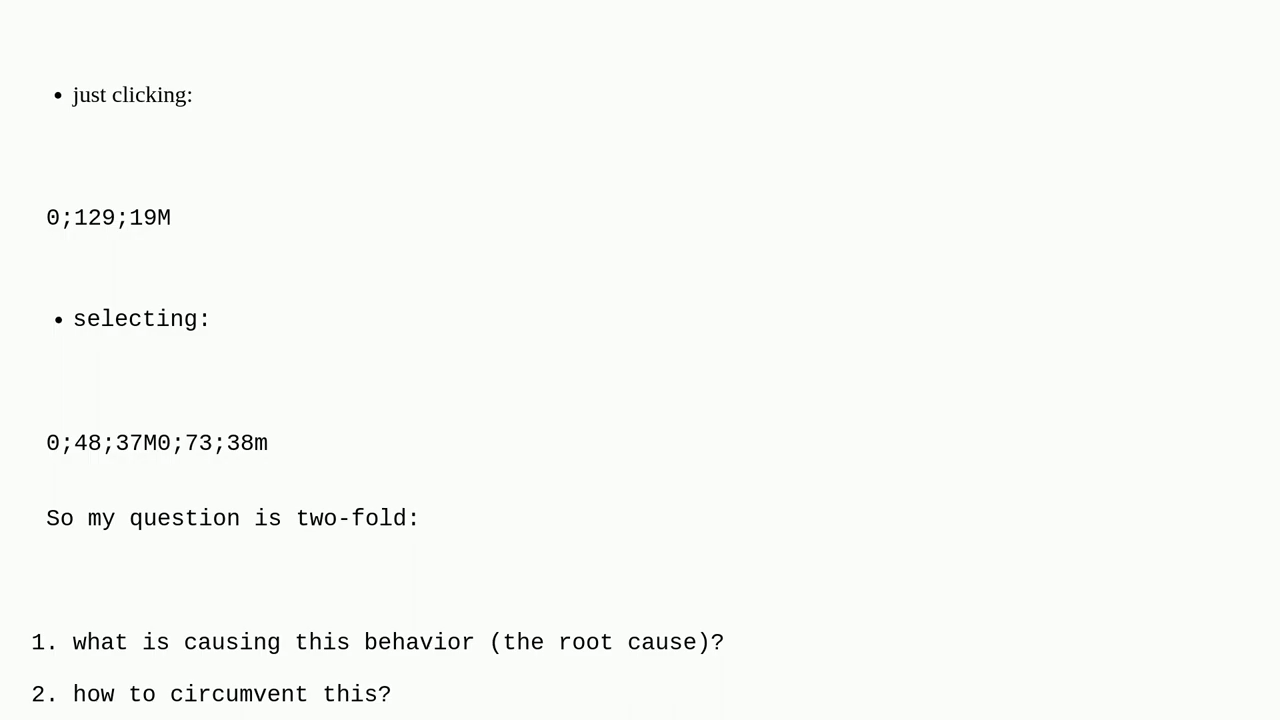 • just clicking:
0;129;19M
• selecting:
0;48;37M0;73;38m
So my question is two-fold:
1. what is causing this behavior (the root cause)?
2. how to circumvent this?